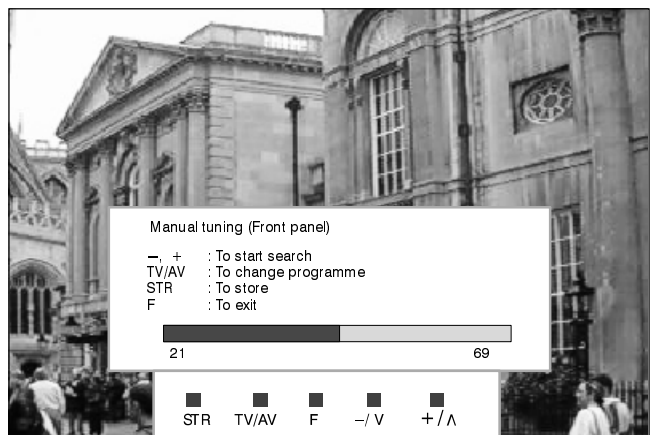 Manual tuning (Front panel)
−, + : To start search
TV/AV : To change programme
STR : To store
F : To exit
21 69
STR TV/AV F −/ V +/Λ